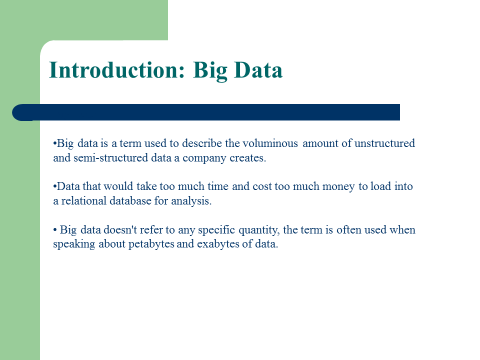 Introduction: Big Data
•Big data is a term used to describe the voluminous amount of unstructured
and semi-structured data a company creates.
•Data that would take too much time and cost too much money to load into
a relational database for analysis.
• Big data doesn't refer to any specific quantity, the term is often used when
speaking about petabytes and exabytes of data.